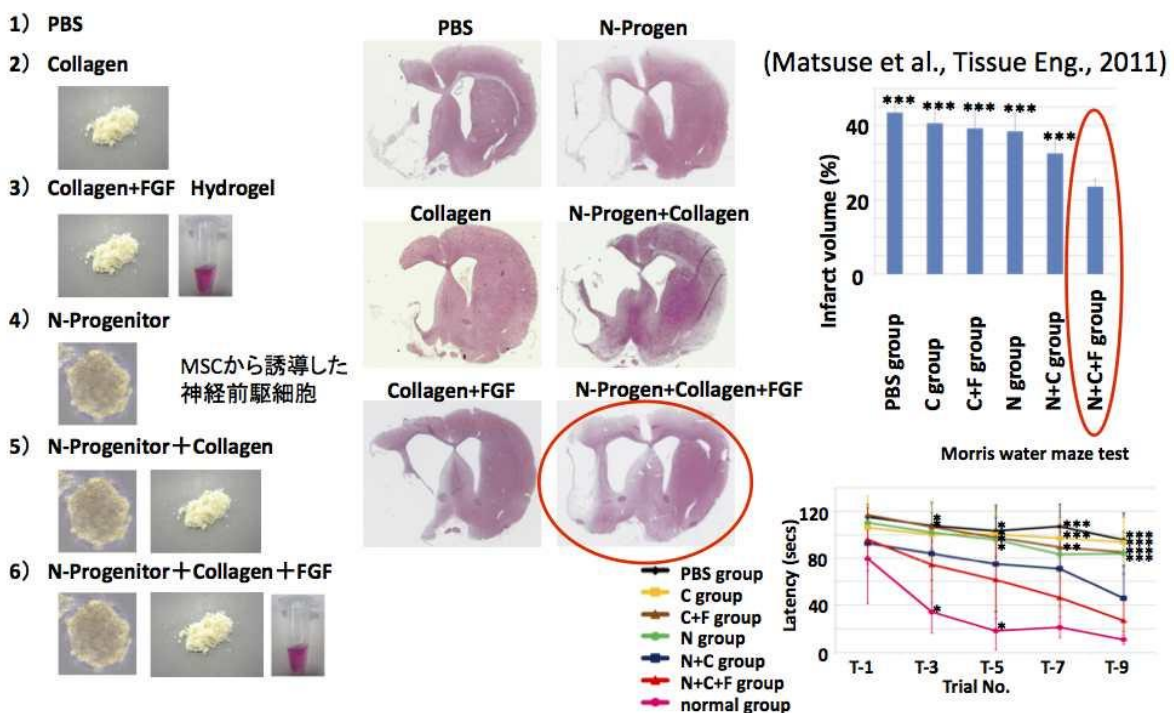 1) PBS
2) Collagen
3) Collagen+FGF Hydrogel
4) N-Progenitor
MSCから誘導した
神経前駆細胞
5) N-Progenitor＋Collagen
6) N-Progenitor＋Collagen＋FGF
PBS
N-Progen
Collagen
N-Progen+Collagen
Collagen+FGF
N-Progen+Collagen+FGF
(Matsuse et al., Tissue Eng., 2011)
*** *** *** *** ***
Infarct volume (%)
40
20
0
PBS group
C group
C+F group
N group
N+C group
N+C+F group
Morris water maze test
Latency (secs)
120
80
40
0
T-1 T-3 T-5 T-7 T-9
Trial No.
PBS group
C group
C+F group
N group
N+C group
N+C+F group
normal group